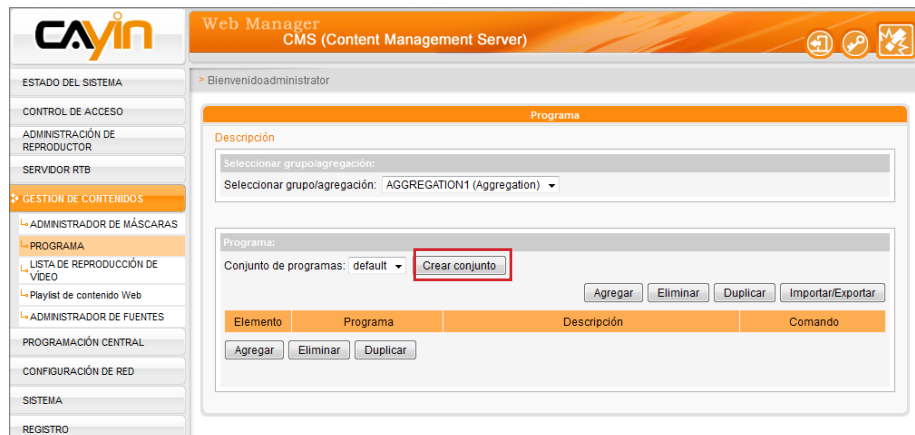 CAYIN
Web Manager
CMS (Content Management Server)
> Bienvenidoadministrator
ESTADO DEL SISTEMA
CONTROL DE ACCESO
ADMINISTRACIÓN DE
REPRODUCTOR
SERVIDOR RTB
GESTION DE CONTENIDOS
ADMINISTRADOR DE MÁSCARAS
PROGRAMA
LISTA DE REPRODUCCIÓN DE
VÍDEO
Playlist de contenido Web
ADMINISTRADOR DE FUENTES
PROGRAMACIÓN CENTRAL
CONFIGURACIÓN DE RED
SISTEMA
REGISTRO
Programa
Descripción
Seleccionar grupo/agregación:
Seleccionar grupo/agregación: AGGREGATION1 (Aggregation)
Programa:
Conjunto de programas: default Crear conjunto
Agregar Eliminar Duplicar Importar/Exportar
Elemento Programa Descripción Comando
Agregar Eliminar Duplicar